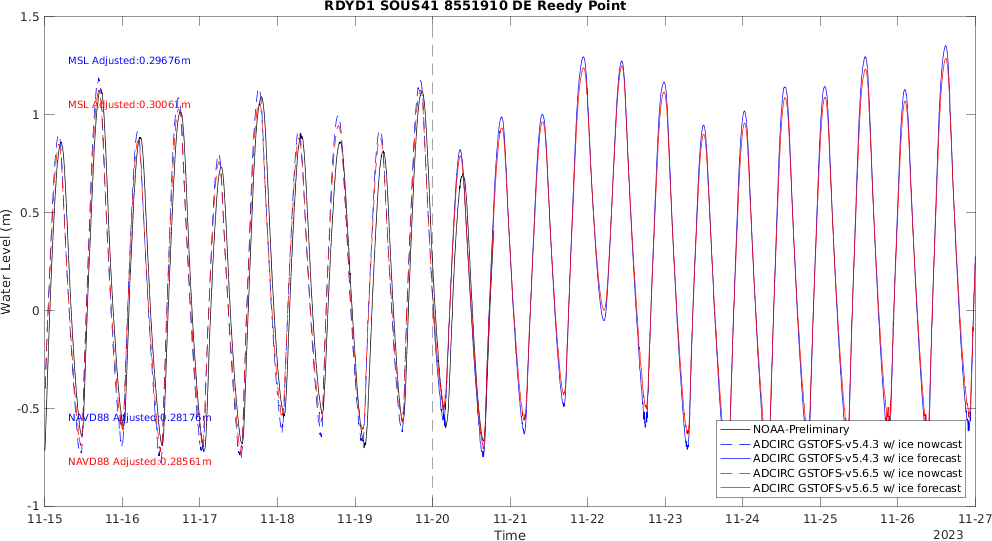 RDYD1 SOUS41 8551910 DE Reedy Point
1.5
1
0.5
0
-0.5
-1
Water Level (m)
MSL Adjusted:0.29676m
MSL Adjusted:0.30061m
NAVD88 Adjusted:0.28176m
NAVD88 Adjusted:0.28561m
NOAA-Preliminary
ADCIRC GSTOFS-v5.4.3 w/ ice nowcast
ADCIRC GSTOFS-v5.4.3 w/ ice forecast
ADCIRC GSTOFS-v5.6.5 w/ ice nowcast
ADCIRC GSTOFS-v5.6.5 w/ ice forecast
11-15 11-16 11-17 11-18 11-19 11-20 11-21 11-22 11-23 11-24 11-25 11-26 11-27
Time
2023